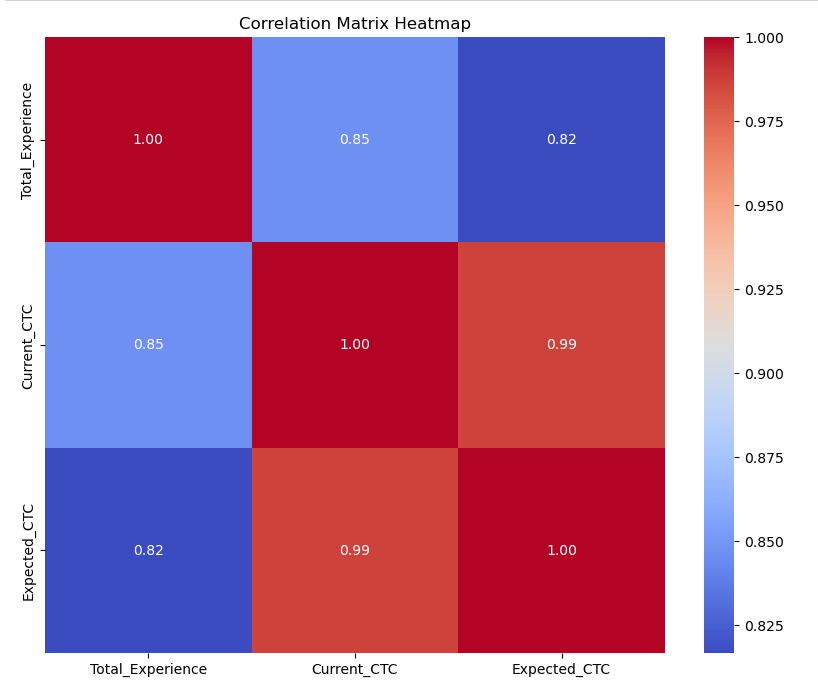 Correlation Matrix Heatmap
Total_Experience
1.00
0.85
0.82
Current_CTC
0.85
1.00
0.99
Expected_CTC
0.82
0.99
1.00
Total_Experience
Current_CTC
Expected_CTC
1.000
0.975
0.950
0.925
0.900
0.875
0.850
0.825